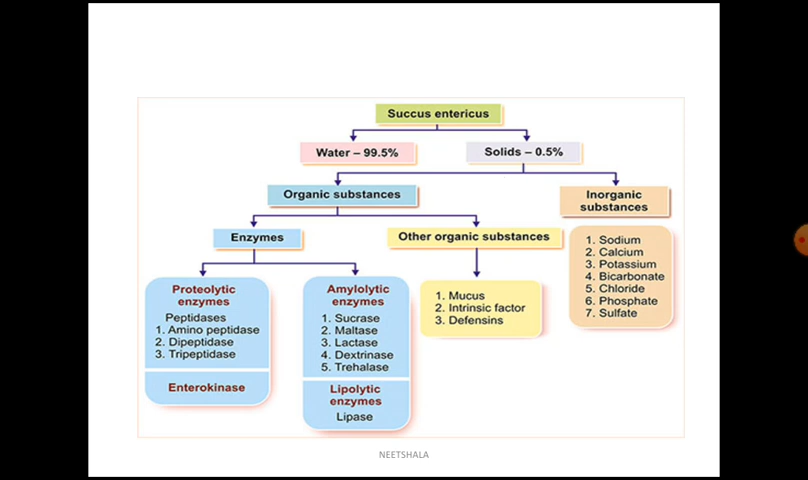 Succus entericus
Water – 99.5%
Solids – 0.5%
Organic substances
Inorganic
substances
Enzymes
Other organic substances
Proteolytic
enzymes
Peptidases
1. Amino peptidase
2. Dipeptidase
3. Tripeptidase
Enterokinase
Amylolytic
enzymes
1. Sucrase
2. Maltase
3. Lactase
4. Dextrinase
5. Trehalase
Lipolytic
enzymes
Lipase
1. Mucus
2. Intrinsic factor
3. Defensins
1. Sodium
2. Calcium
3. Potassium
4. Bicarbonate
5. Chloride
6. Phosphate
7. Sulfate
NEETSHALA